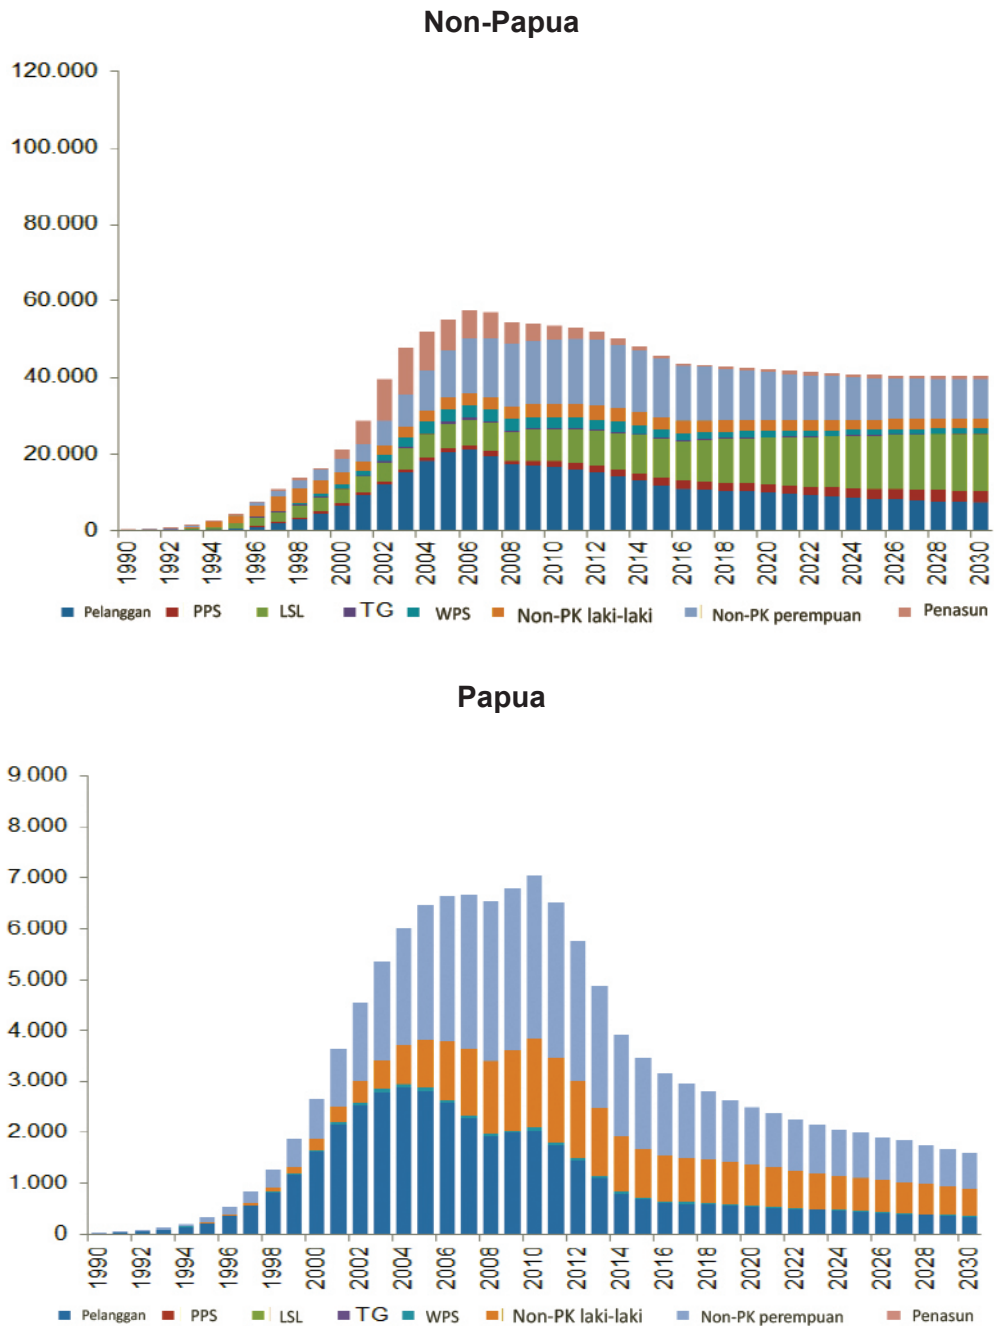 Non-Papua
120.000
100.000
80.000
60.000
40.000
20.000
0
1990 1992 1994 1996 1998 2000 2002 2004 2006 2008 2010 2012 2014 2016 2018 2020 2022 2024 2026 2028 2030
Pelanggan PPS LSL TG WPS Non-PK laki-laki Non-PK perempuan Penasun
Papua
9.000
8.000
7.000
6.000
5.000
4.000
3.000
2.000
1.000
0
1990 1992 1994 1996 1998 2000 2002 2004 2006 2008 2010 2012 2014 2016 2018 2020 2022 2024 2026 2028 2030
Pelanggan PPS LSL TG WPS Non-PK laki-laki Non-PK perempuan Penasun